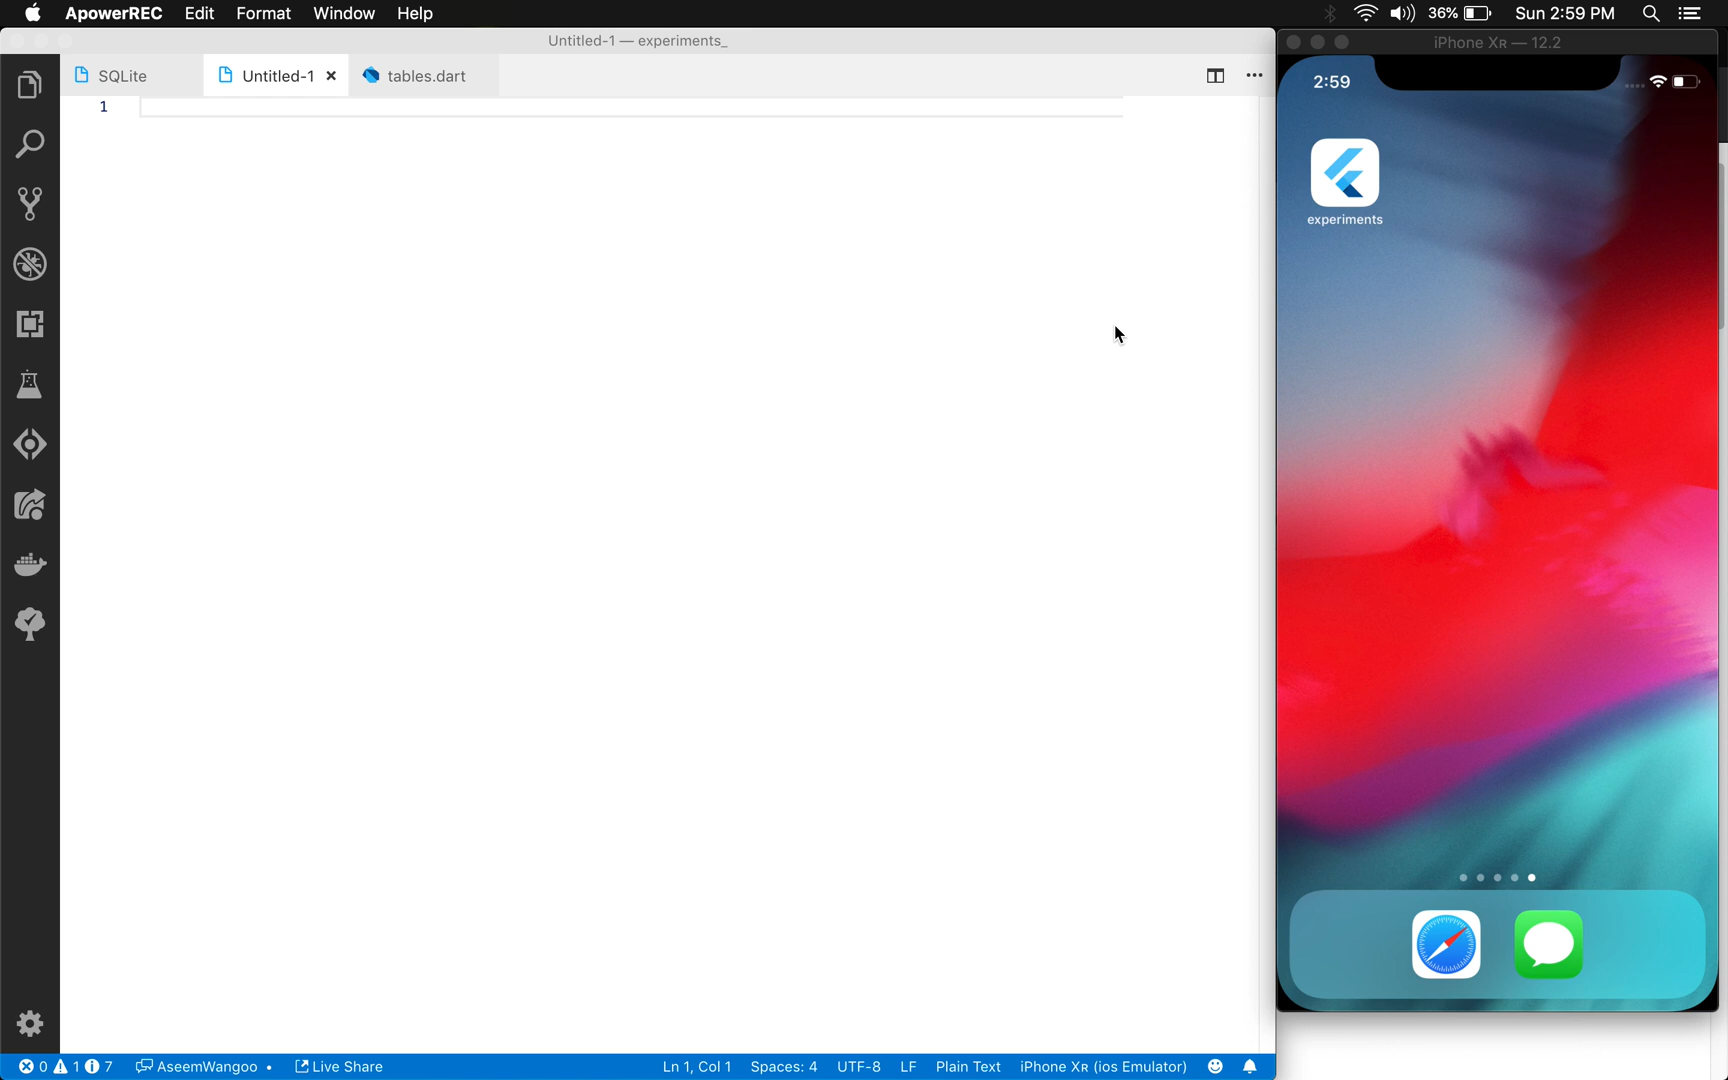 ApowerREC Edit Format Window Help 36% Sun 2:59 PM
Untitled-1 — experiments_
SQLite Untitled-1 tables.dart
1
iPhone Xʀ — 12.2
2:59
experiments
0 1 7 AseemWangoo Live Share Ln 1, Col 1 Spaces: 4 UTF-8 LF Plain Text iPhone Xʀ (ios Emulator)